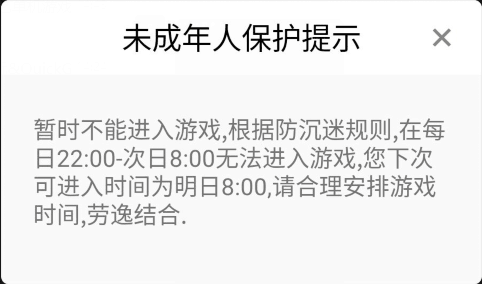 未成年人保护提示
暂时不能进入游戏,根据防沉迷规则,在每
日22:00-次日8:00无法进入游戏,您下次
可进入时间为明日8:00,请合理安排游戏
时间,劳逸结合.